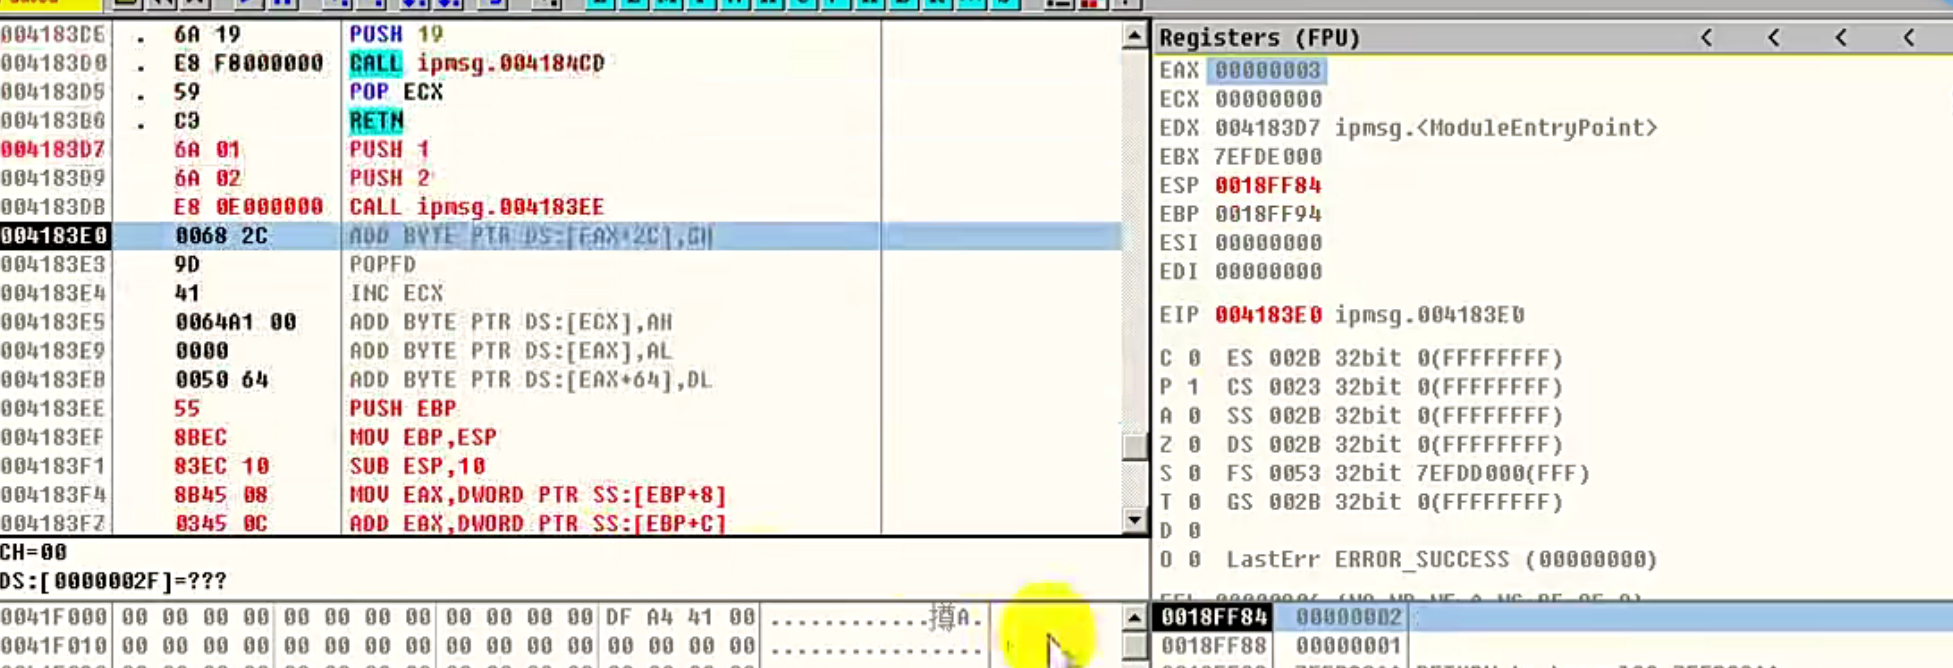 004183CE . 6A 19 PUSH 19
004183D0 . E8 F8000000 CALL ipmsg.004184CD
004183D5 . 59 POP ECX
004183D6 . C3 RETN
004183D7 6A 01 PUSH 1
004183D9 6A 02 PUSH 2
004183DB E8 0E000000 CALL ipmsg.004183EE
004183E0 0068 2C ADD BYTE PTR DS:[EAX+2C],CH
004183E3 9D POPFD
004183E4 41 INC ECX
004183E5 0064A1 00 ADD BYTE PTR DS:[ECX],AH
004183E9 0000 ADD BYTE PTR DS:[EAX],AL
004183EB 0050 64 ADD BYTE PTR DS:[EAX+64],DL
004183EE 55 PUSH EBP
004183EF 8BEC MOV EBP,ESP
004183F1 83EC 10 SUB ESP,10
004183F4 8B45 08 MOV EAX,DWORD PTR SS:[EBP+8]
004183F7 0345 0C ADD EAX,DWORD PTR SS:[EBP+C]
CH=00
DS:[0000002F]=???
0041F000 00 00 00 00 00 00 00 00 00 00 00 00 DF A4 41 00 ............撙A.
0041F010 00 00 00 00 00 00 00 00 00 00 00 00 00 00 00 00 ................
Registers (FPU) < < < <
EAX 00000003
ECX 00000000
EDX 004183D7 ipmsg.<ModuleEntryPoint>
EBX 7EFDE000
ESP 0018FF84
EBP 0018FF94
ESI 00000000
EDI 00000000
EIP 004183E0 ipmsg.004183E0
C 0 ES 002B 32bit 0(FFFFFFFF)
P 1 CS 0023 32bit 0(FFFFFFFF)
A 0 SS 002B 32bit 0(FFFFFFFF)
Z 0 DS 002B 32bit 0(FFFFFFFF)
S 0 FS 0053 32bit 7EFDD000(FFF)
T 0 GS 002B 32bit 0(FFFFFFFF)
D 0
O 0 LastErr ERROR_SUCCESS (00000000)
0018FF84 00000002
0018FF88 00000001